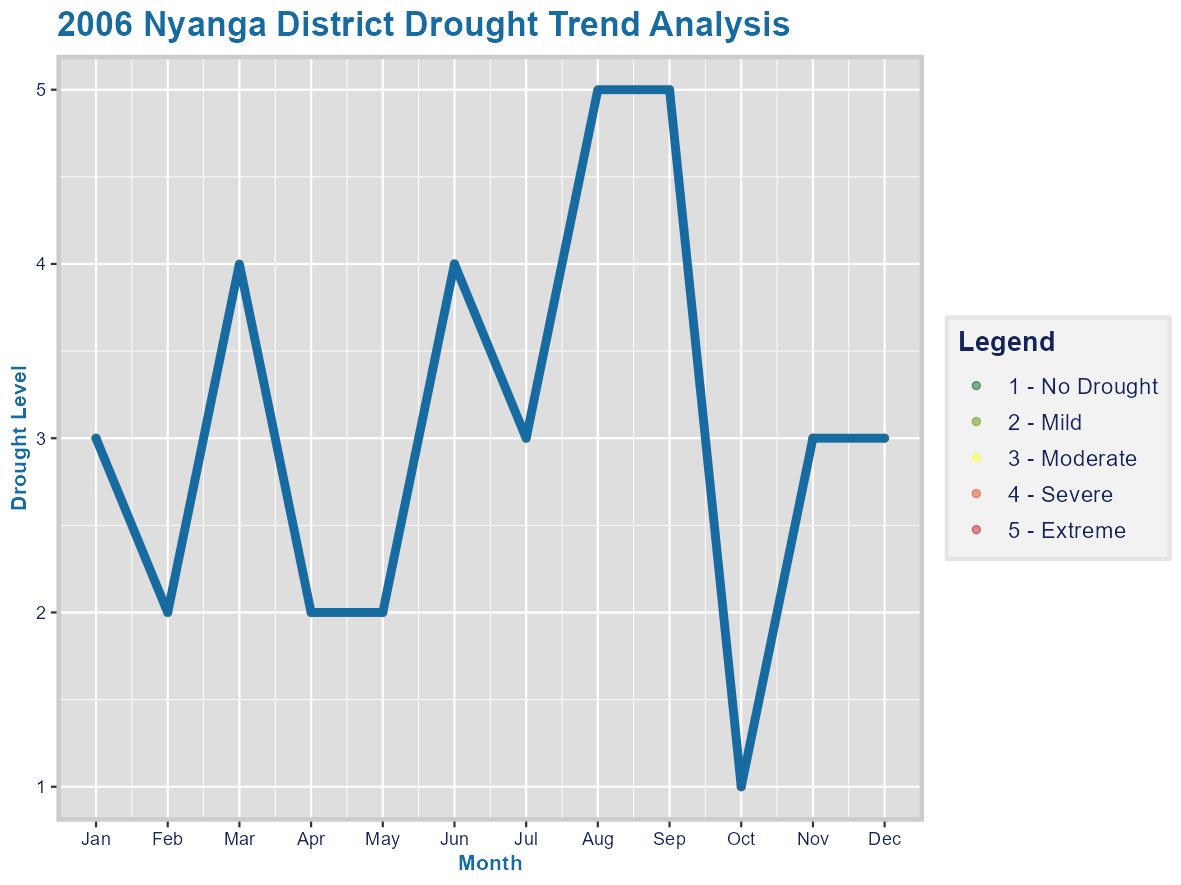 2006 Nyanga District Drought Trend Analysis
5
4
3
2
1
Drought Level
Jan Feb Mar Apr May Jun Jul Aug Sep Oct Nov Dec
Month
Legend
1 - No Drought
2 - Mild
3 - Moderate
4 - Severe
5 - Extreme